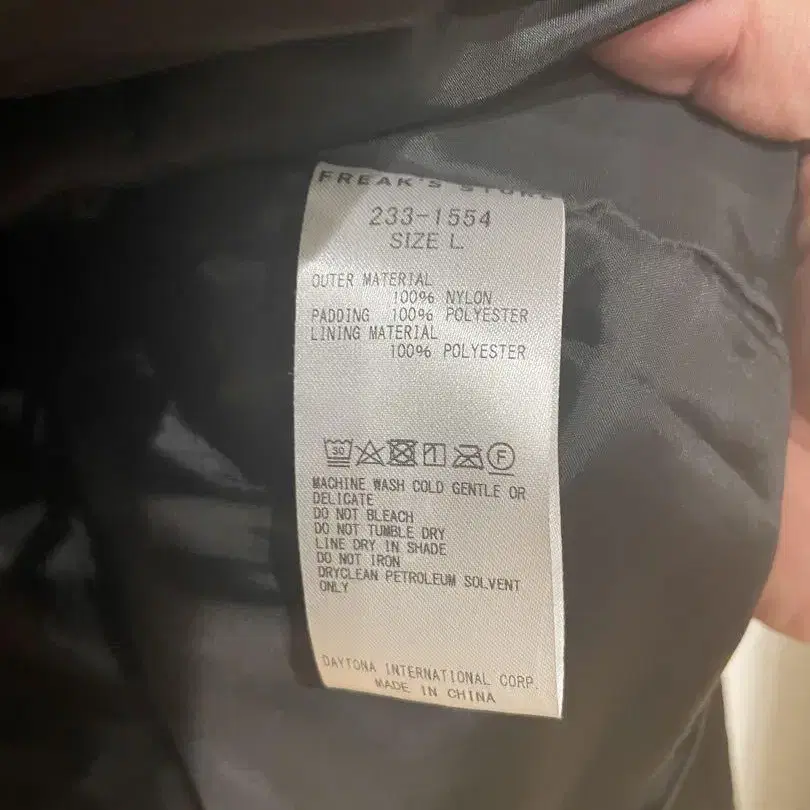 FREAK'S STORE
233-1554
SIZE L
OUTER MATERIAL
100% NYLON
PADDING 100% POLYESTER
LINING MATERIAL
100% POLYESTER
30 1 F
MACHINE WASH COLD GENTLE OR
DELICATE
DO NOT BLEACH
DO NOT TUMBLE DRY
LINE DRY IN SHADE
DO NOT IRON
DRYCLEAN PETROLEUM SOLVENT
ONLY
DAYTONA INTERNATIONAL CORP.
MADE IN CHINA